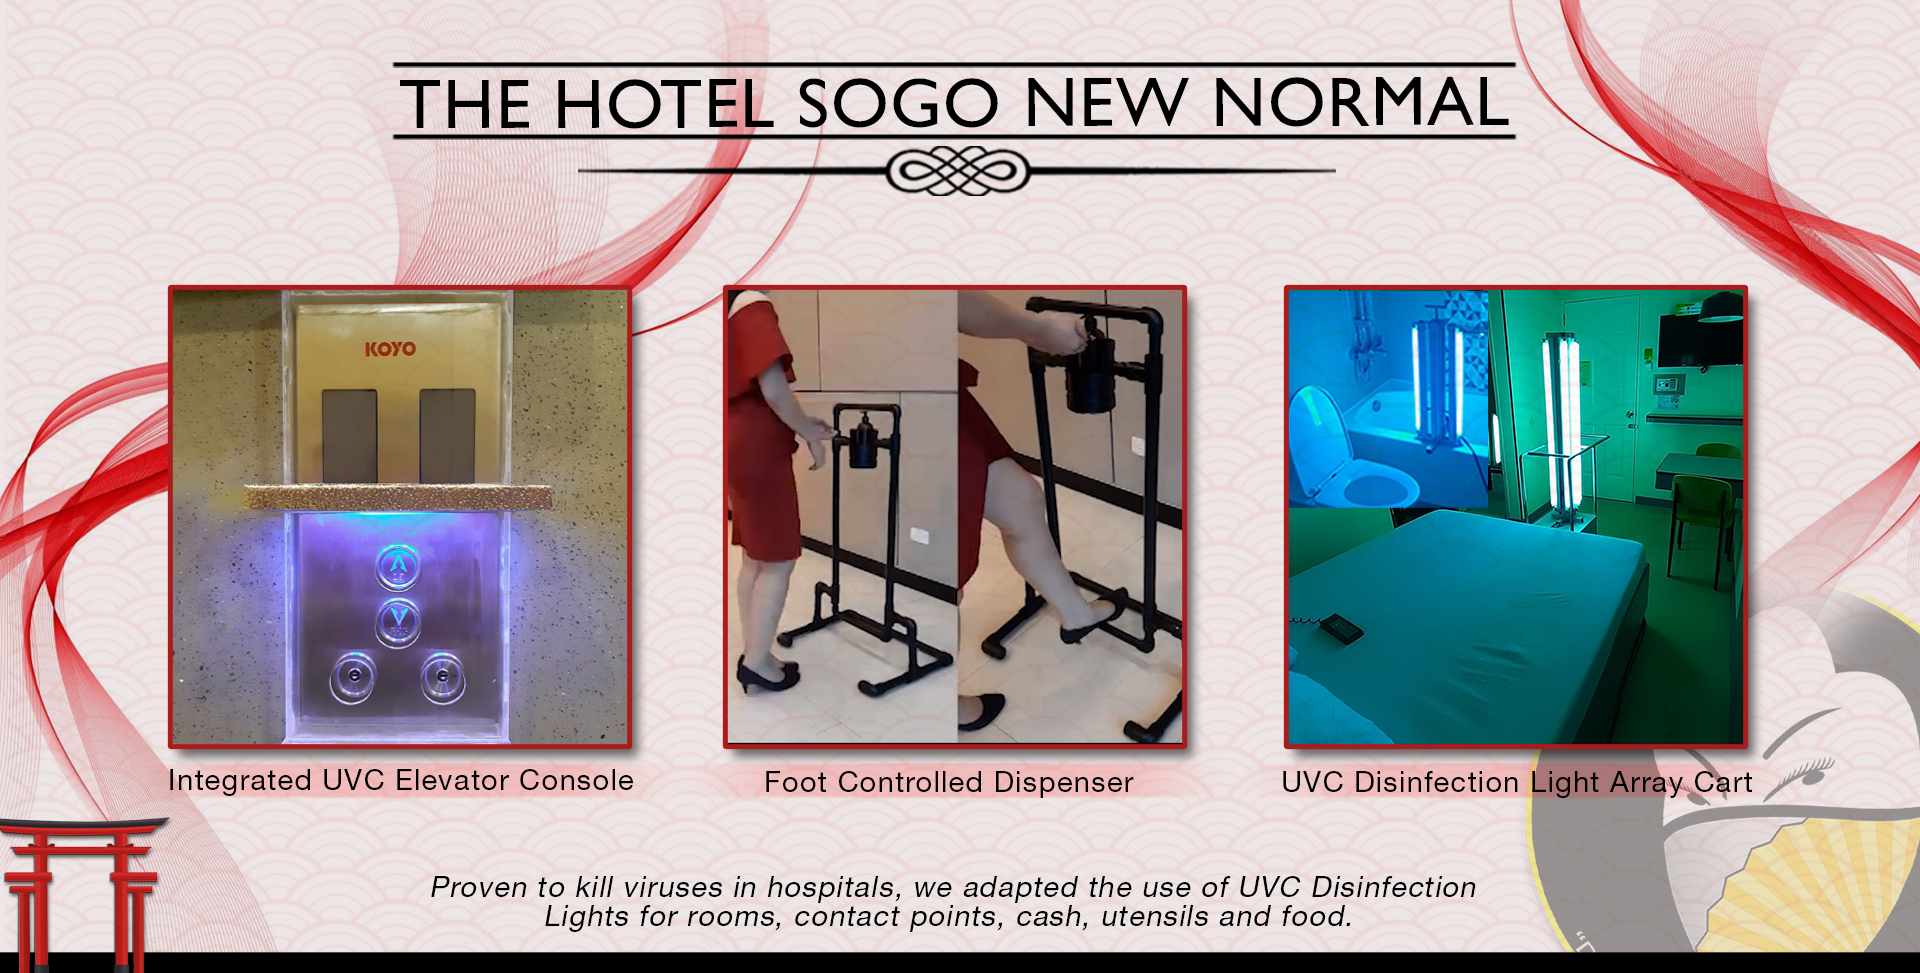 THE HOTEL SOGO NEW NORMAL
KOYO
Integrated UVC Elevator Console
Foot Controlled Dispenser
UVC Disinfection Light Array Cart
Proven to kill viruses in hospitals, we adapted the use of UVC Disinfection
Lights for rooms, contact points, cash, utensils and food.